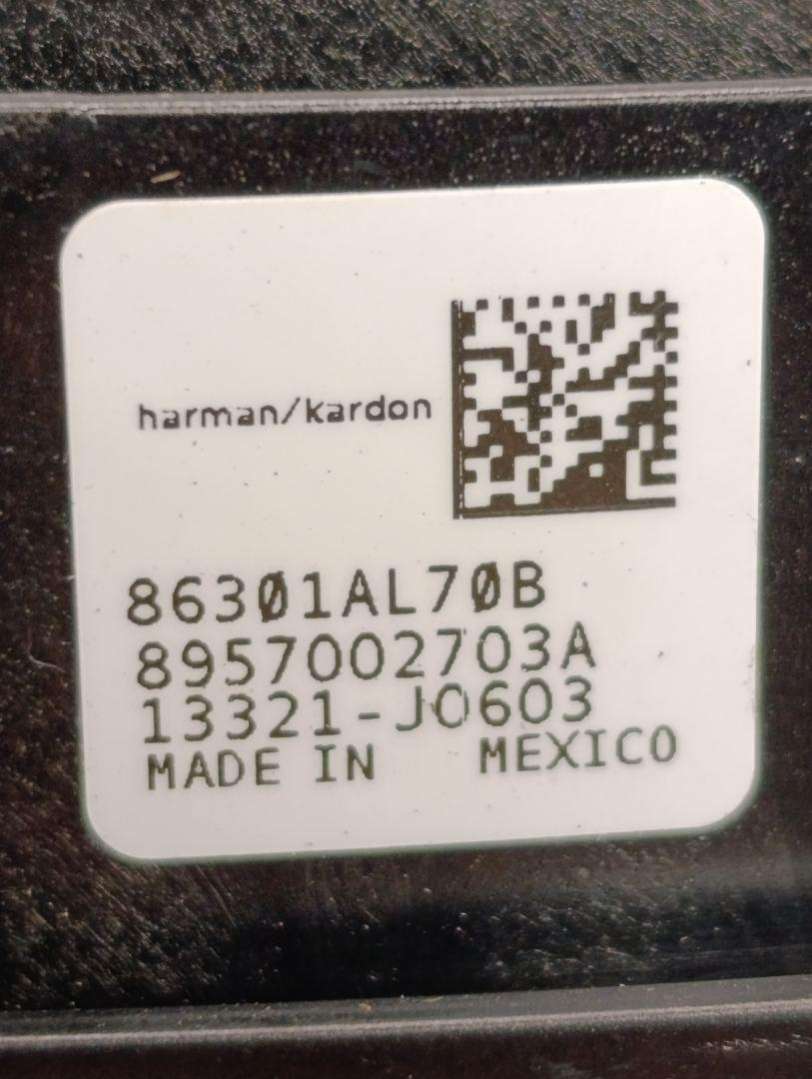 harman/kardon
86301AL70B
8957002703A
13321-J0603
MADE IN MEXICO